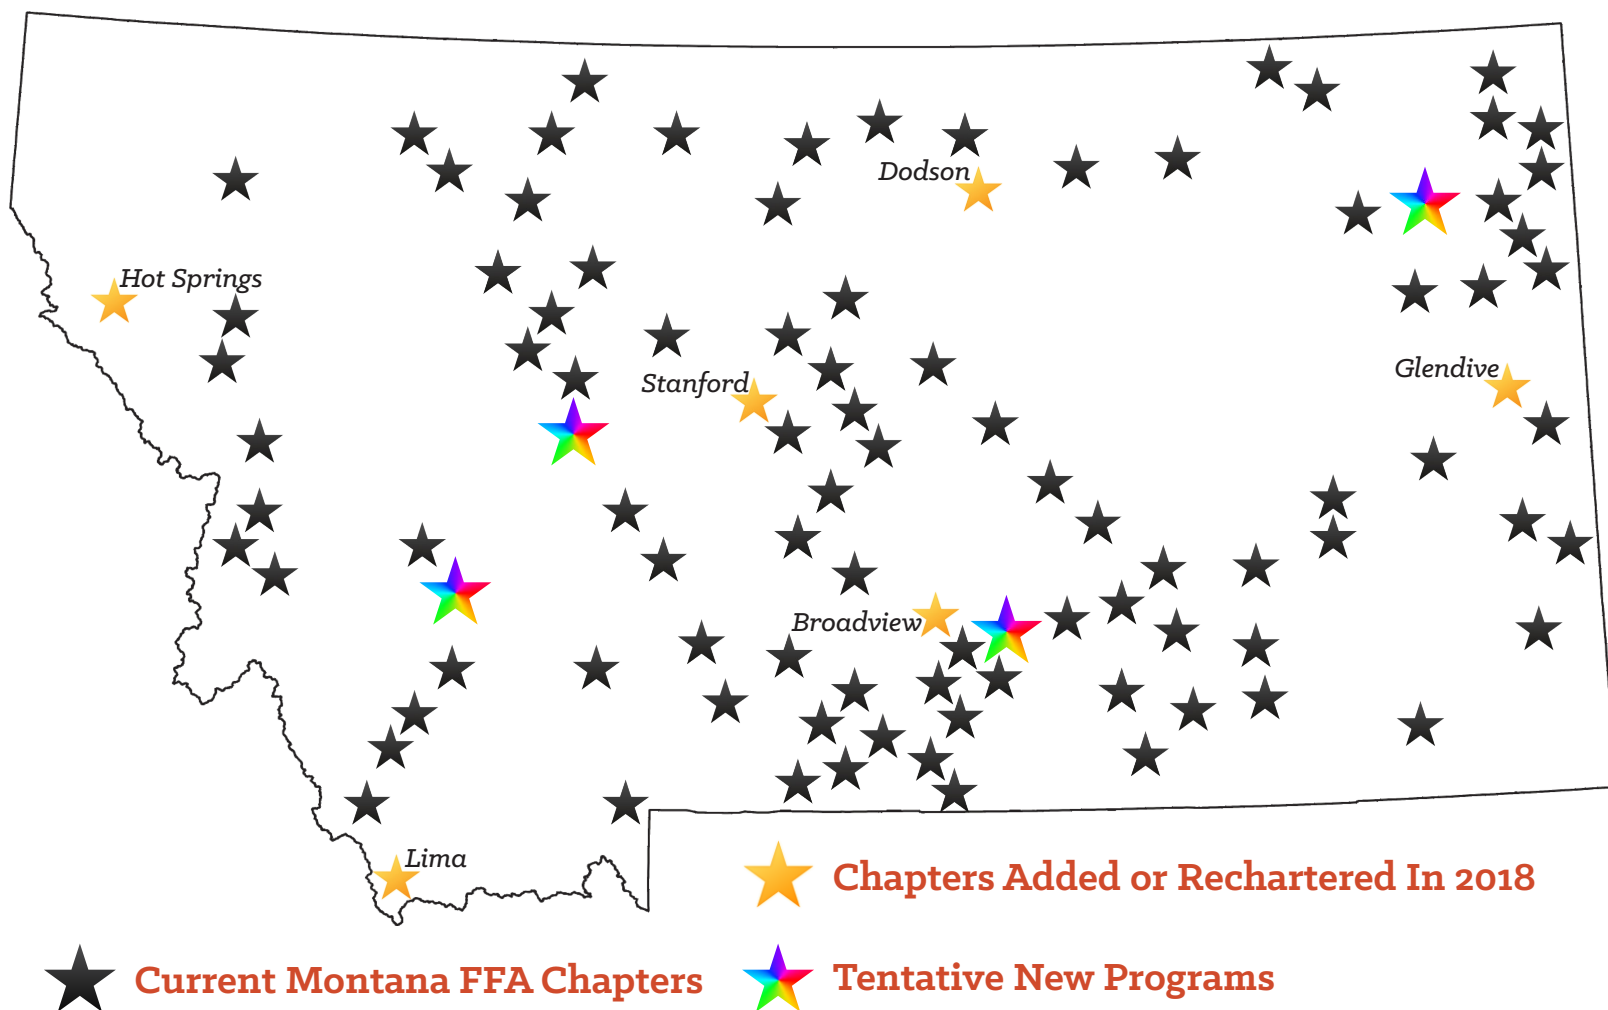 Dodson
Hot Springs
Glendive
Stanford
Broadview
Lima
Chapters Added or Rechartered In 2018
Current Montana FFA Chapters
Tentative New Programs